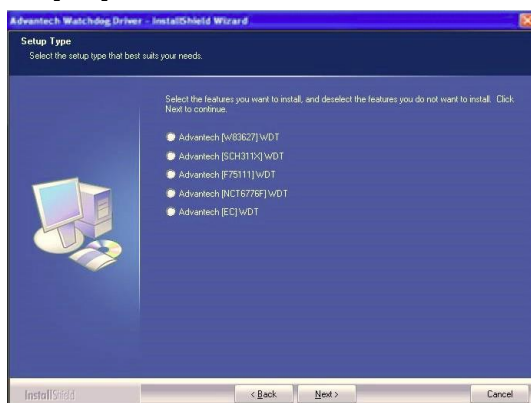 Advantech Watchdog Driver - InstallShield Wizard
Setup Type
Select the setup type that best suits your needs.
Select the features you want to install, and deselect the features you do not want to install. Click
Next to continue.
Advantech [W83627] WDT
Advantech [SCH311X] WDT
Advantech [F75111] WDT
Advantech [NCT6776F] WDT
Advantech [EC] WDT
InstallShield
< Back Next > Cancel